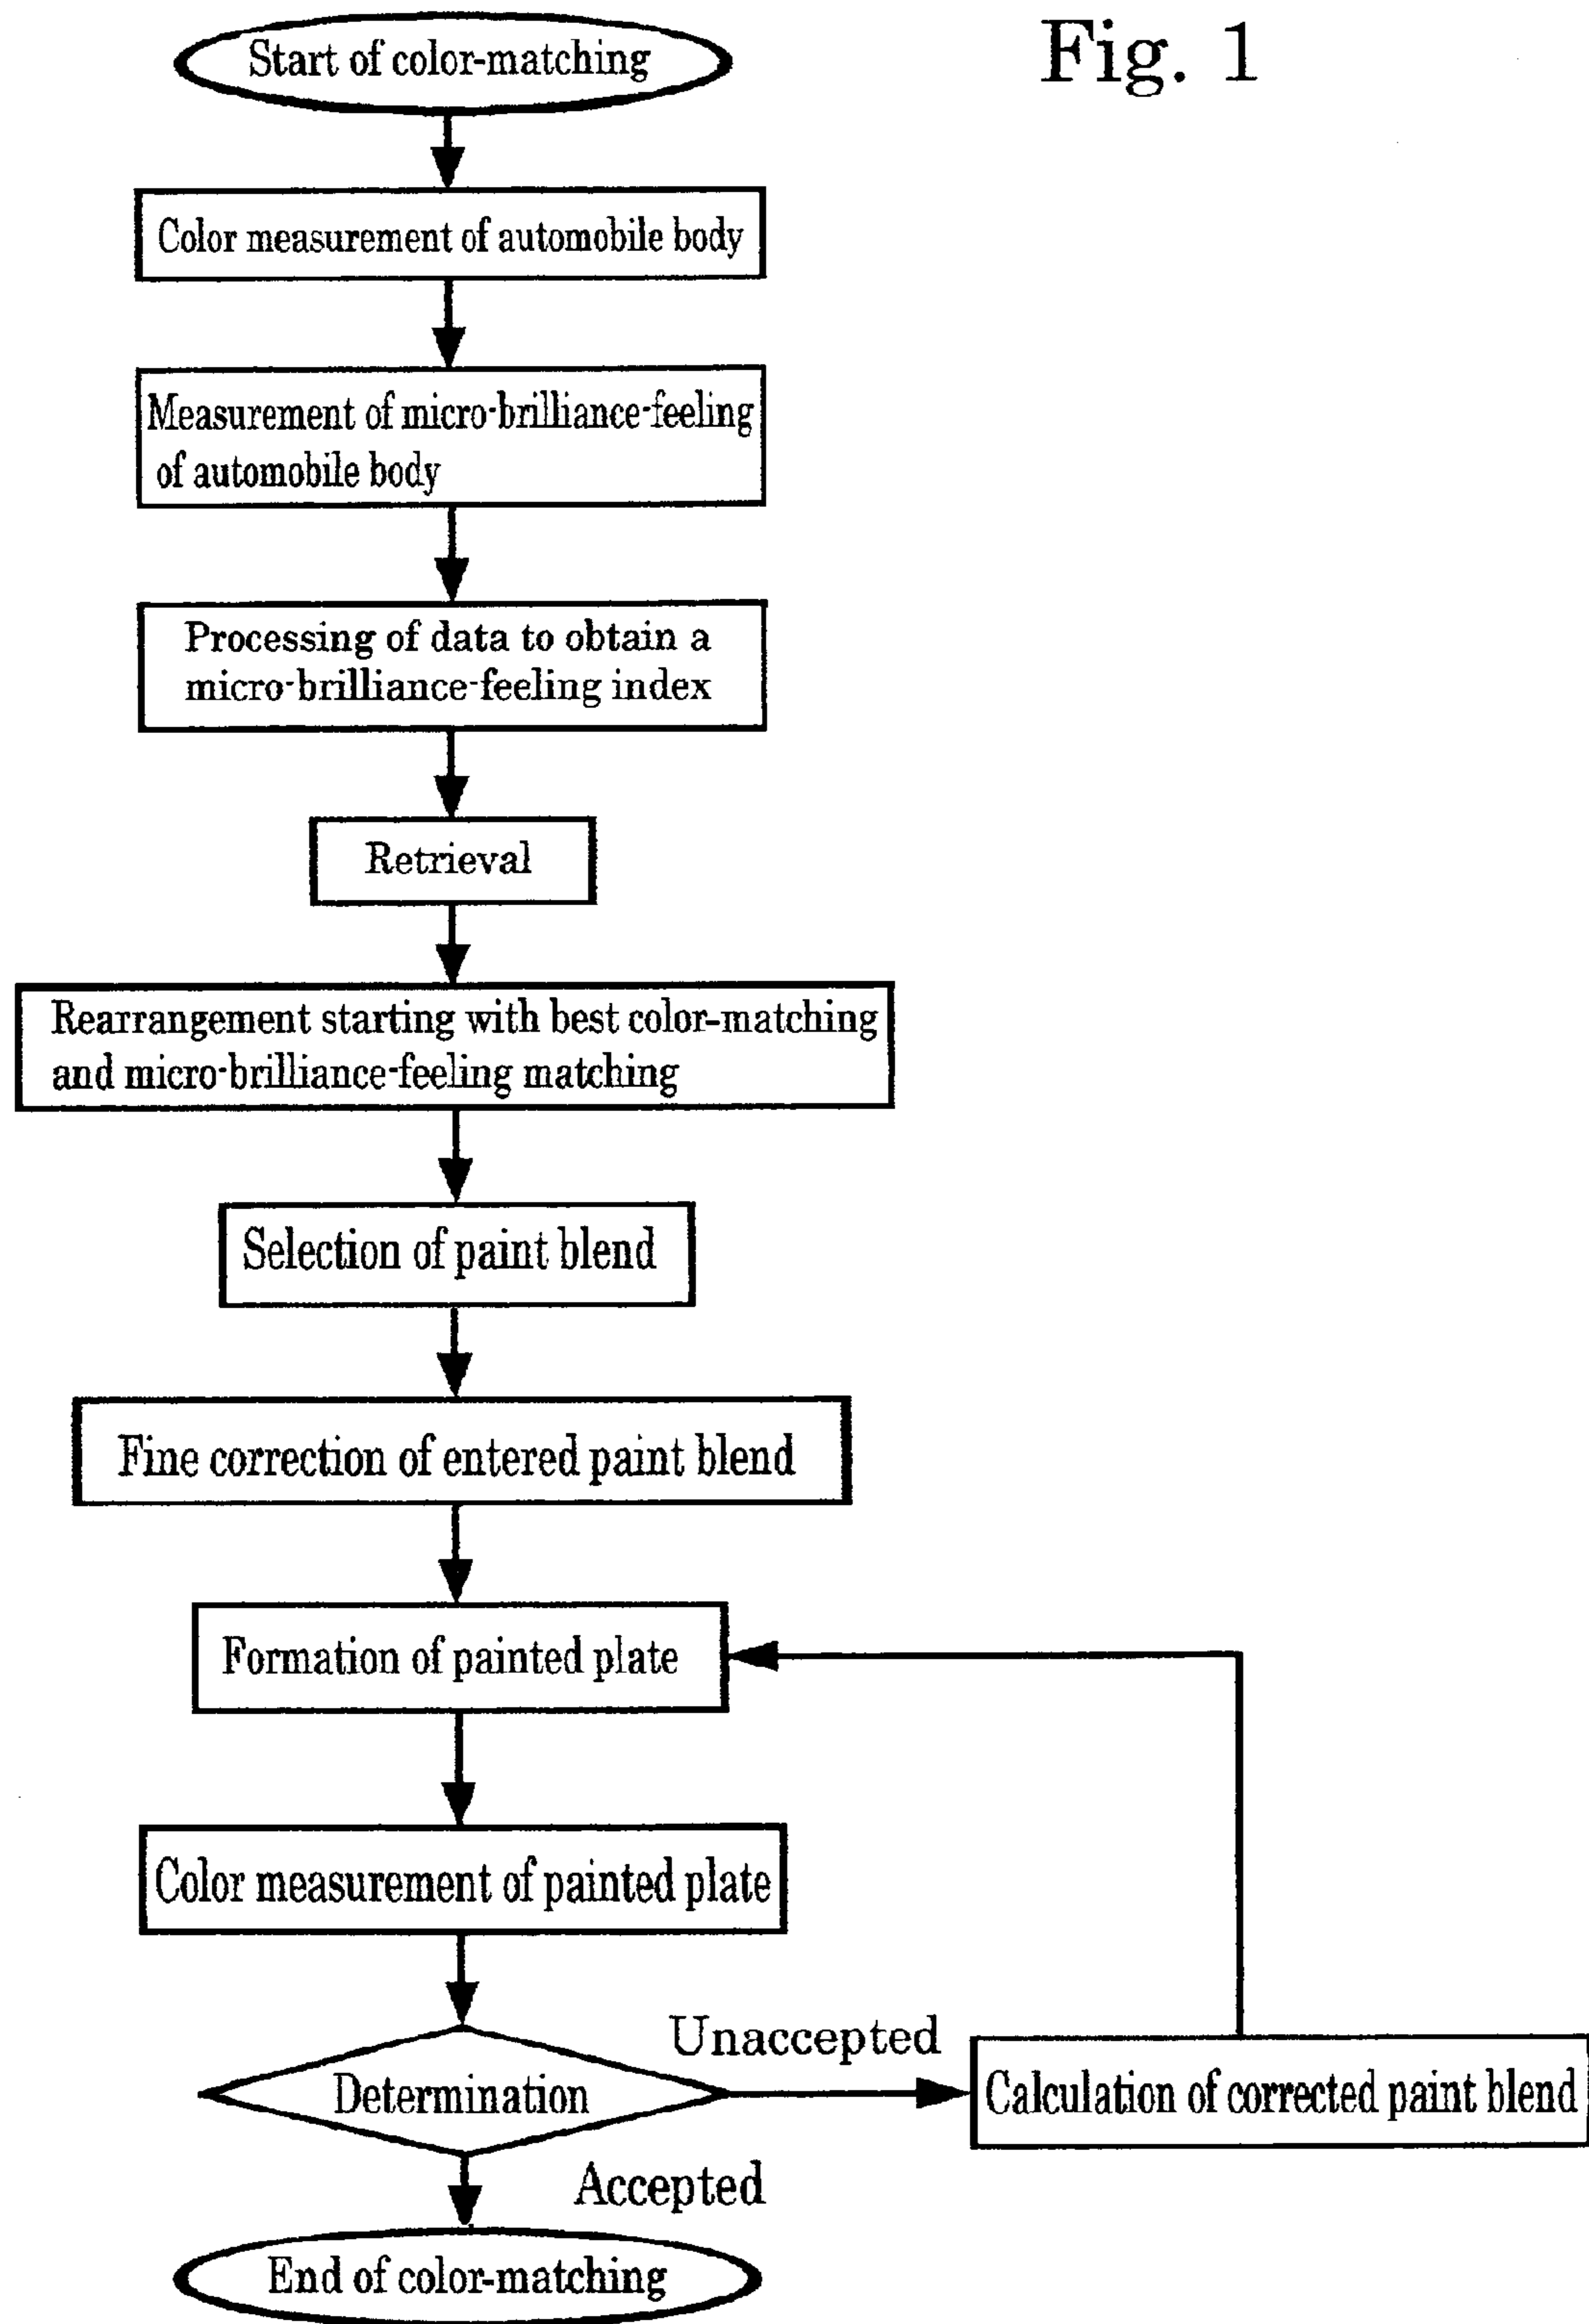 Fig. 1
Start of color-matching
Color measurement of automobile body
Measurement of micro-brilliance-feeling
of automobile body
Processing of data to obtain a
micro-brilliance-feeling index
Retrieval
Rearrangement starting with best color-matching
and micro-brilliance-feeling matching
Selection of paint blend
Fine correction of entered paint blend
Formation of painted plate
Color measurement of painted plate
Determination
Unaccepted
Calculation of corrected paint blend
Accepted
End of color-matching